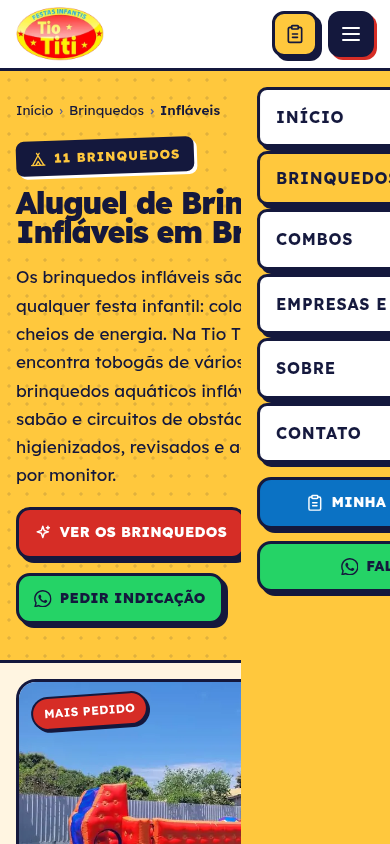 FESTAS INFANTIS
Tio
Titi
Início › Brinquedos › Infláveis
11 BRINQUEDOS
Aluguel de Brin
Infláveis em Br
Os brinquedos infláveis são
qualquer festa infantil: colo
cheios de energia. Na Tio T
encontra tobogãs de vários
brinquedos aquáticos infláv
sabão e circuitos de obstác
higienizados, revisados e a
por monitor.
VER OS BRINQUEDOS
PEDIR INDICAÇÃO
MAIS PEDIDO
INÍCIO
BRINQUEDOS
COMBOS
EMPRESAS E
SOBRE
CONTATO
MINHA
FAL